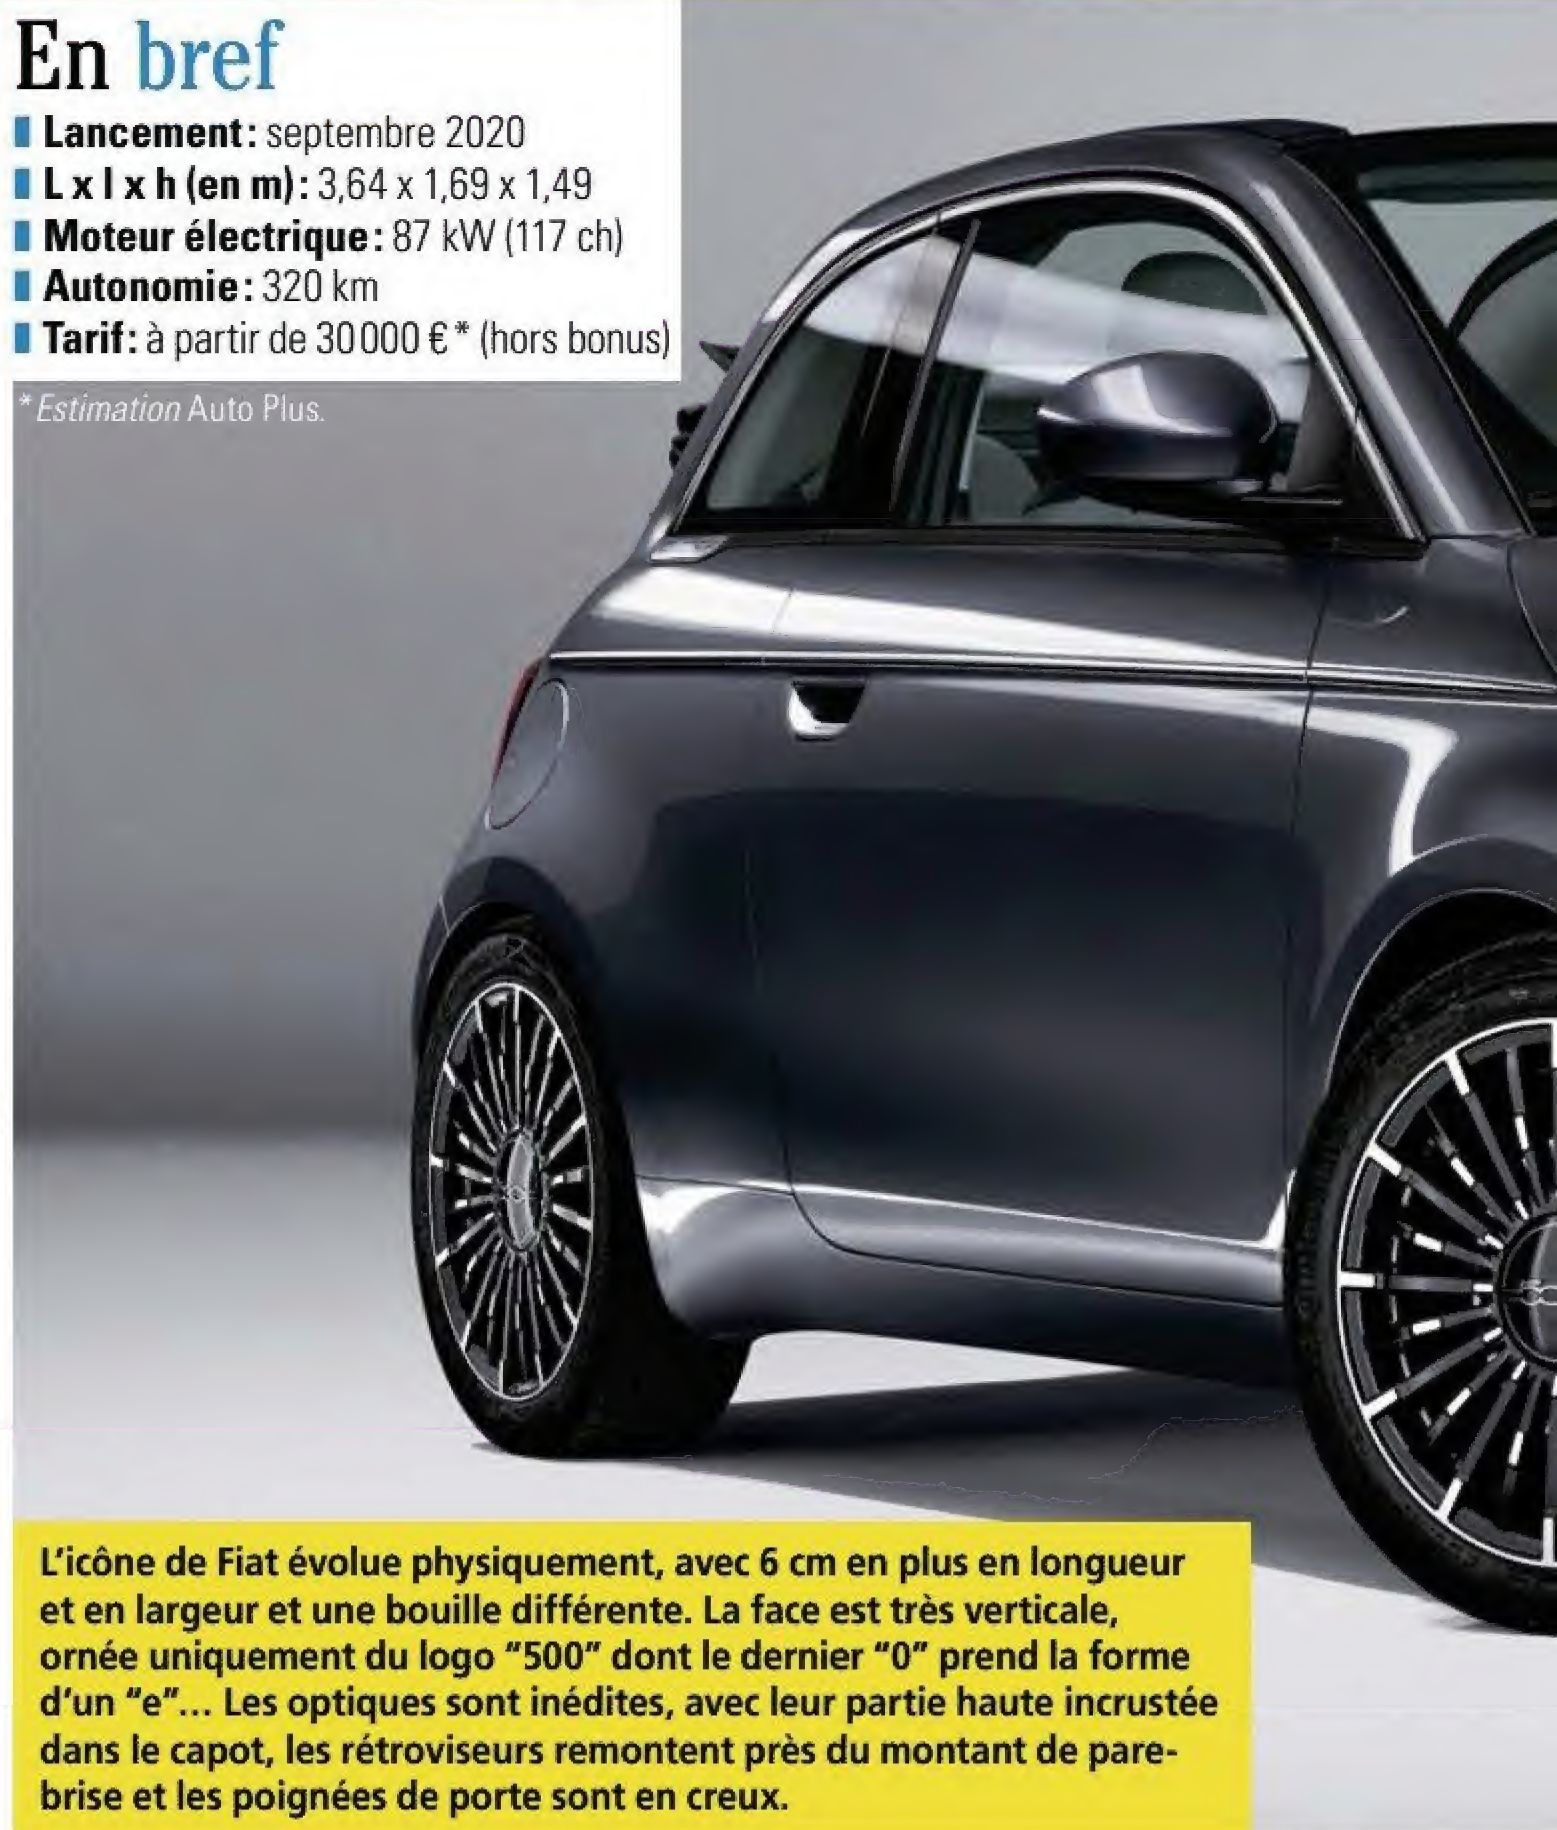 En bref
Lancement: septembre 2020
L x l x h (en m): 3,64 x 1,69 x 1,49
Moteur électrique: 87 kW (117 ch)
Autonomie: 320 km
Tarif: à partir de 30 000 €* (hors bonus)
*Estimation Auto Plus.
L'icône de Fiat évolue physiquement, avec 6 cm en plus en longueur
et en largeur et une bouille différente. La face est très verticale,
ornée uniquement du logo "500" dont le dernier "0" prend la forme
d'un "e"... Les optiques sont inédites, avec leur partie haute incrustée
dans le capot, les rétroviseurs remontent près du montant de pare-
brise et les poignées de porte sont en creux.